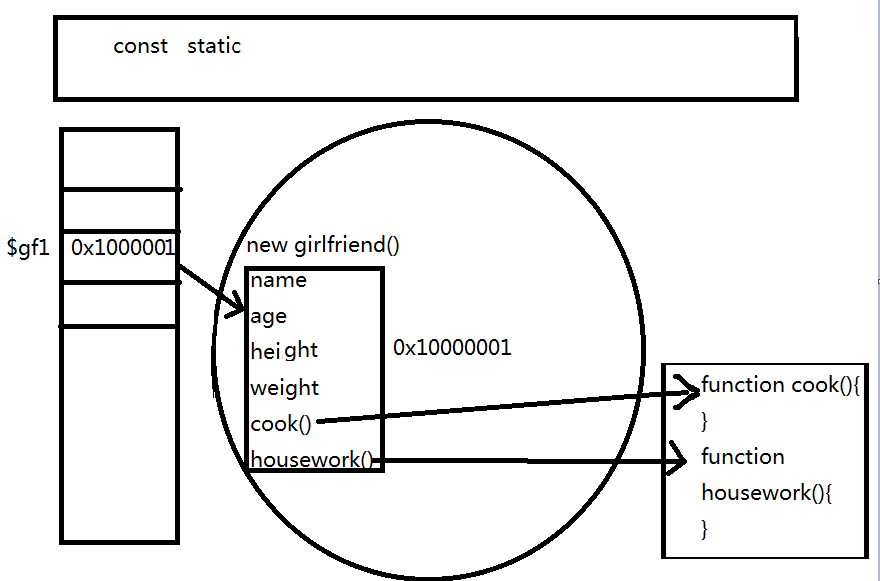 const static
$gf1 0x1000001
new girlfriend()
name
age
height
0x10000001
weight
cook()
housework()
function cook(){
}
function
housework(){
}